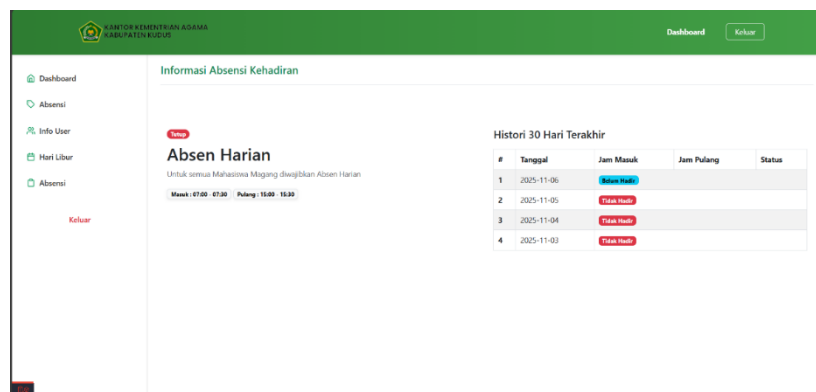 KANTOR KEMENTRIAN AGAMA
KABUPATEN KUDUS
Dashboard
Keluar
Dashboard
Absensi
Info User
Hari Libur
Absensi
Keluar
Informasi Absensi Kehadiran
Tutup
Absen Harian
Untuk semua Mahasiswa Magang diwajibkan Absen Harian
Masuk : 07:00 - 07:30 Pulang : 15:00 - 15:30
Histori 30 Hari Terakhir
# Tanggal Jam Masuk Jam Pulang Status
1 2025-11-06 Belum Hadir
2 2025-11-05 Tidak Hadir
3 2025-11-04 Tidak Hadir
4 2025-11-03 Tidak Hadir